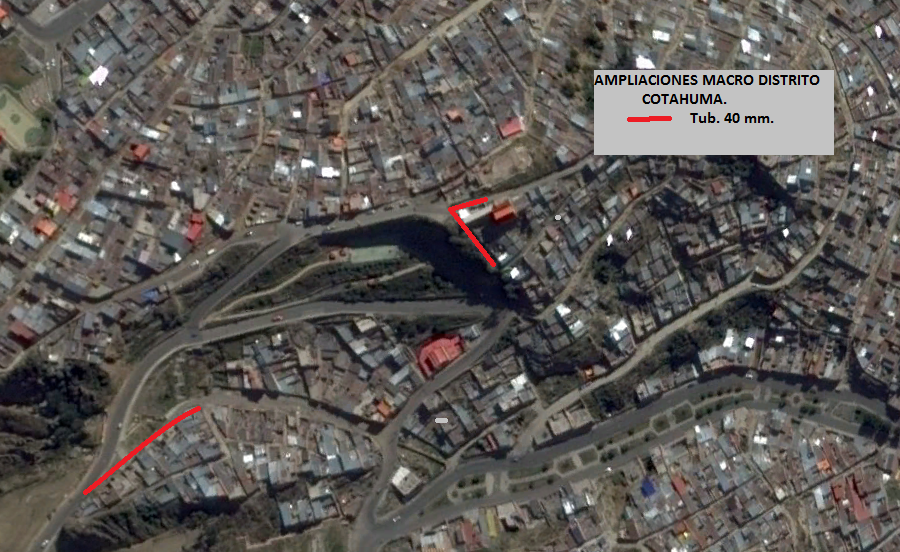 AMPLIACIONES MACRO DISTRITO
COTAHUMA.
Tub. 40 mm.